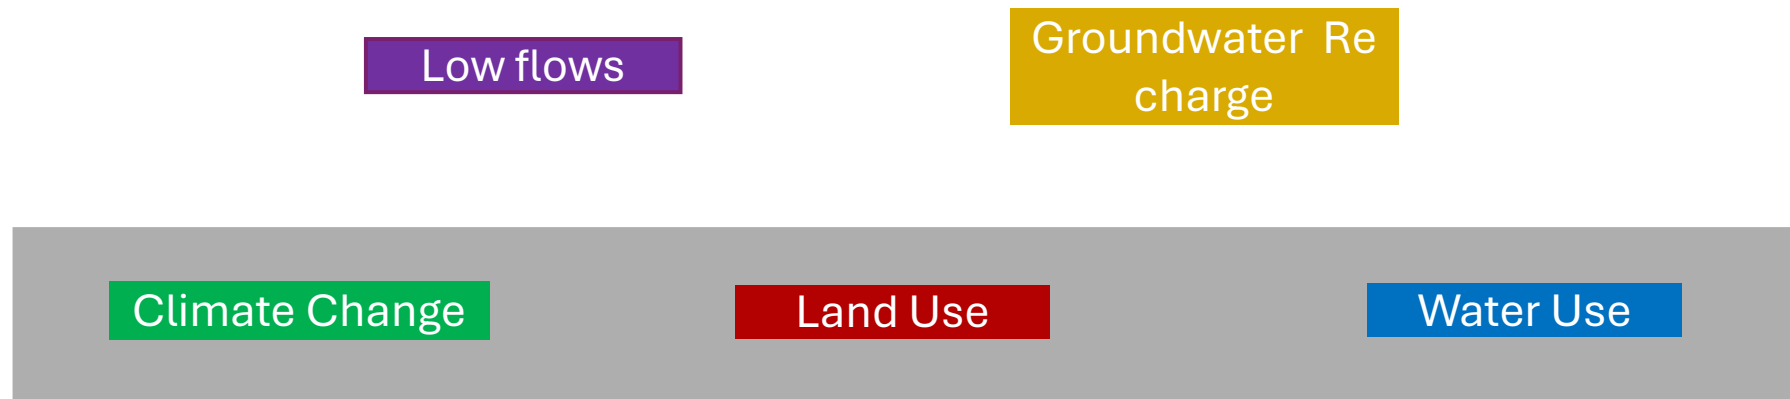 Low flows
Groundwater Re
charge
Climate Change
Land Use
Water Use